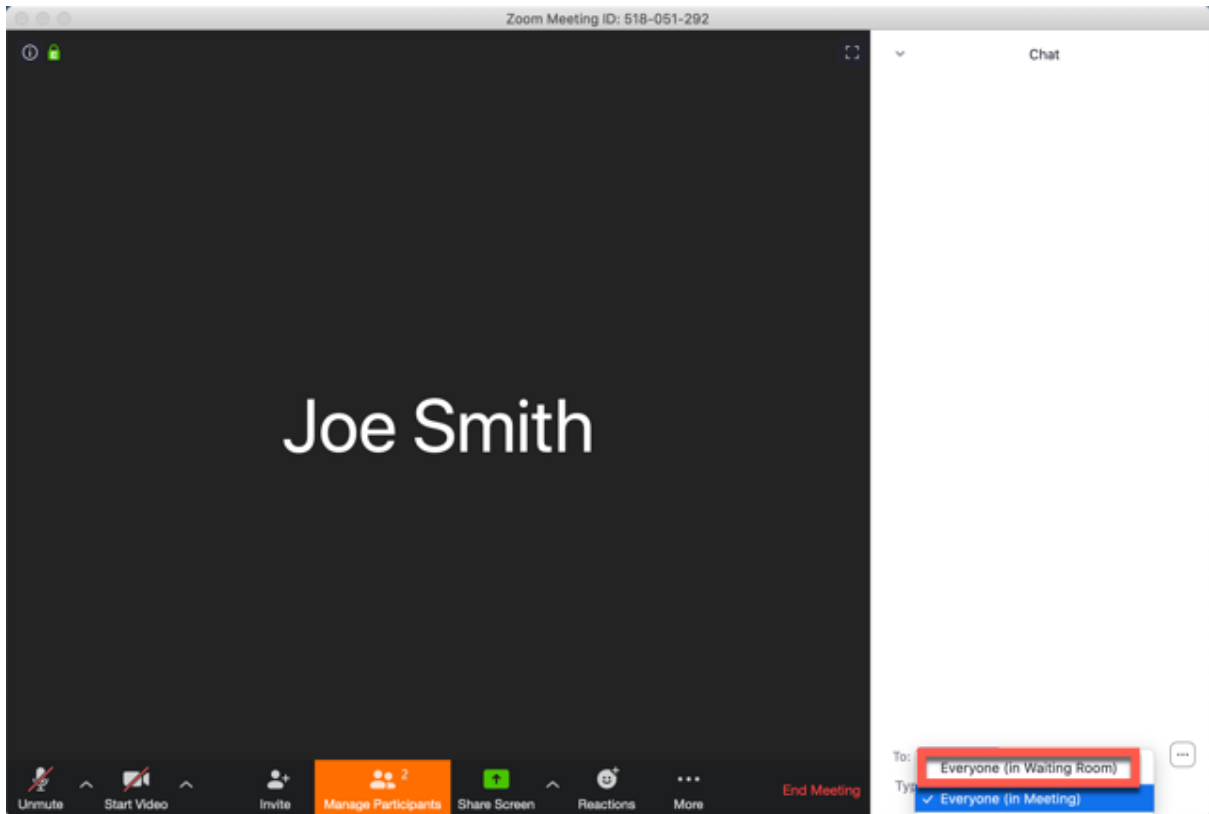 Zoom Meeting ID: 518-051-292
Chat
Joe Smith
To:
Everyone (in Waiting Room)
✓ Everyone (in Meeting)
2
Unmute
Start Video
Invite
Manage Participants
Share Screen
Reactions
More
End Meeting